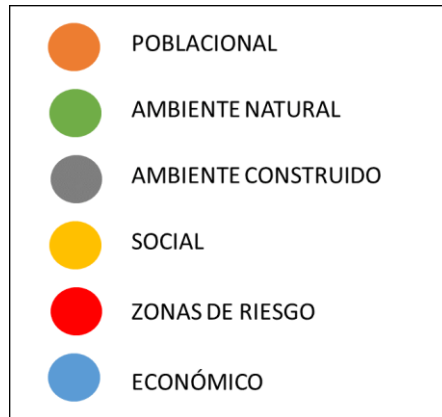 POBLACIONAL
AMBIENTE NATURAL
AMBIENTE CONSTRUIDO
SOCIAL
ZONAS DE RIESGO
ECONÓMICO